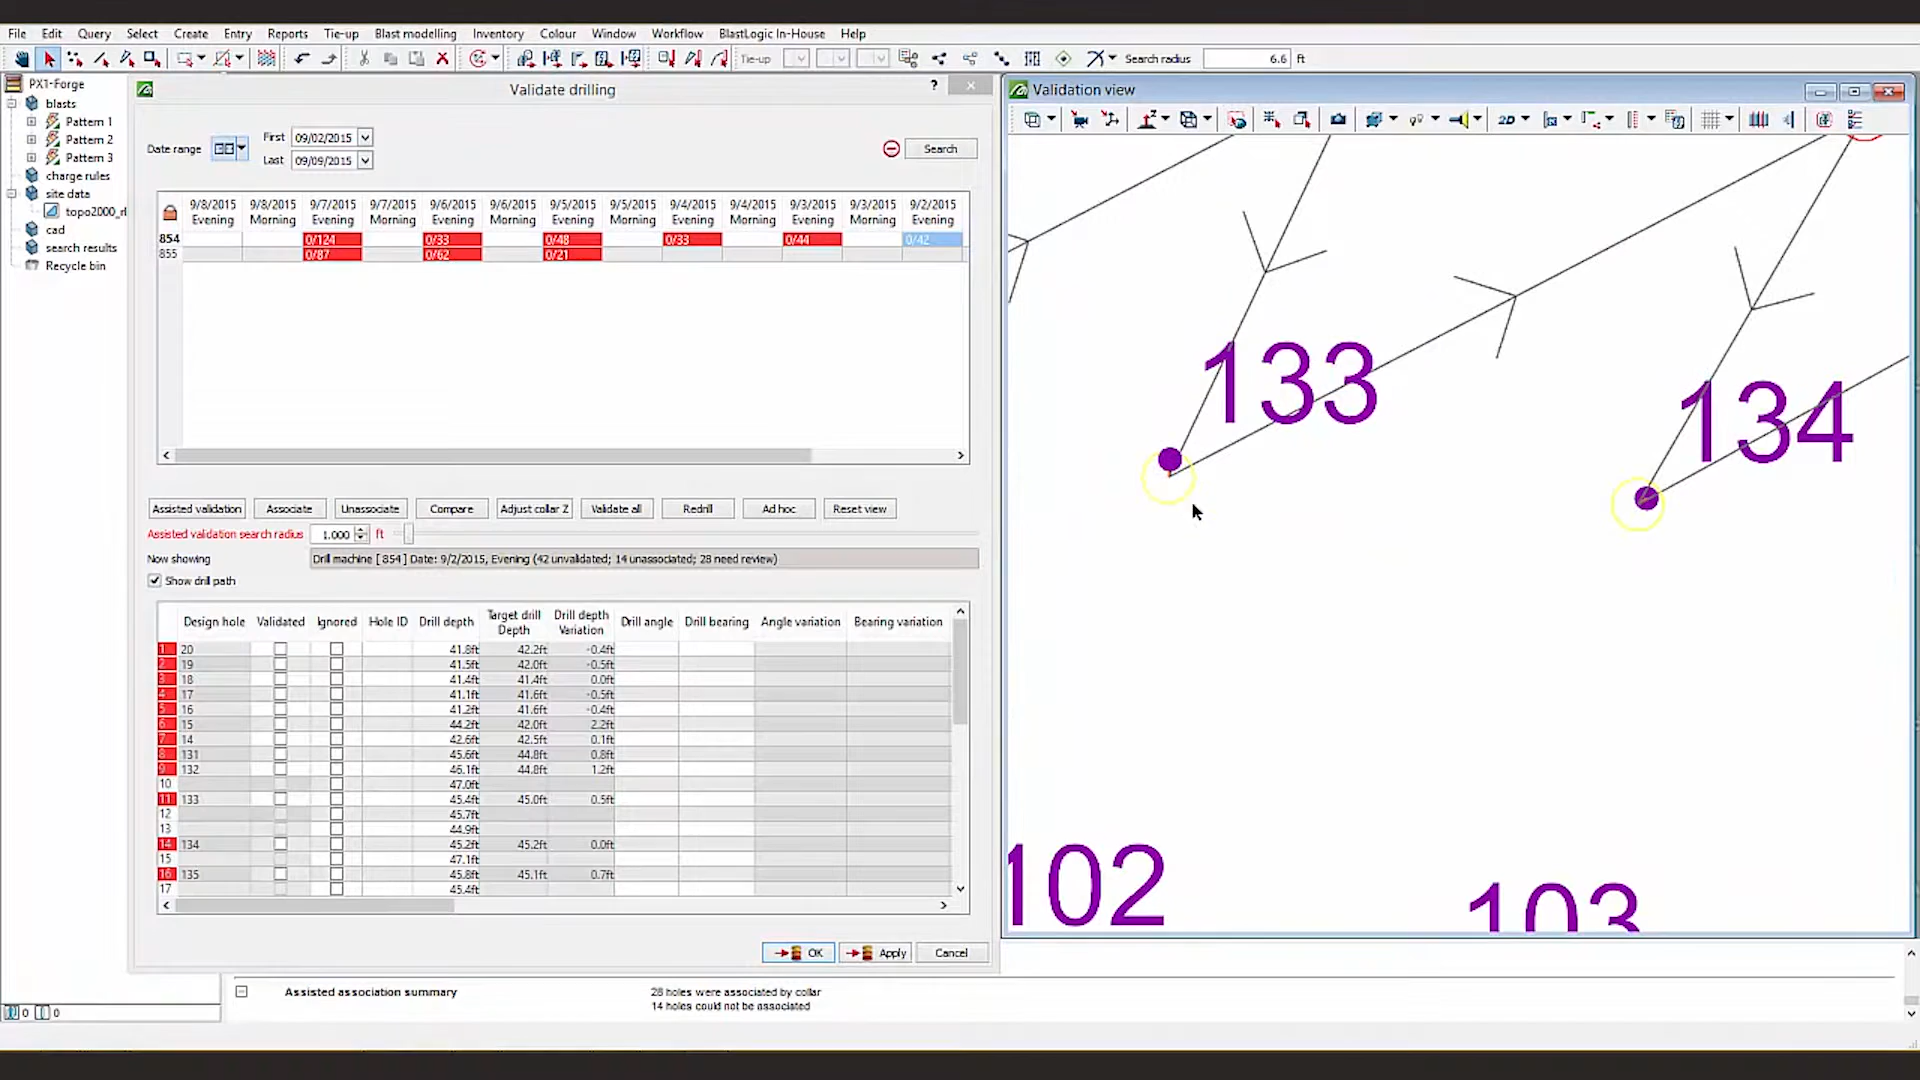 File Edit Query Select Create Entry Reports Tie-up Blast modelling Inventory Colour Window Workflow BlastLogic In-House Help
Tie-up Search radius 6.6 ft
PX1-Forge
blasts
Pattern 1
Pattern 2
Pattern 3
charge rules
site data
topo2000_rl
cad
search results
Recycle bin
Validate drilling ?
Date range First 09/02/2015
Last 09/09/2015
Search
9/8/2015 9/8/2015 9/7/2015 9/7/2015 9/6/2015 9/6/2015 9/5/2015 9/5/2015 9/4/2015 9/4/2015 9/3/2015 9/3/2015 9/2/2015
Evening Morning Evening Morning Evening Morning Evening Morning Evening Morning Evening Morning Evening
854 0/124 0/33 0/48 0/33 0/44 0/42
855 0/87 0/62 0/21
Assisted validation Associate Unassociate Compare Adjust collar Z Validate all Redrill Ad hoc Reset view
Assisted validation search radius 1.000 ft
Now showing Drill machine [ 854 ] Date: 9/2/2015, Evening (42 unvalidated; 14 unassociated; 28 need review)
Show drill path
Design hole Validated Ignored Hole ID Drill depth Target drill Depth Drill depth Variation Drill angle Drill bearing Angle variation Bearing variation
1 20 41.8ft 42.2ft -0.4ft
2 19 41.5ft 42.0ft -0.5ft
3 18 41.4ft 41.4ft 0.0ft
4 17 41.1ft 41.6ft -0.5ft
5 16 41.2ft 41.6ft -0.4ft
6 15 44.2ft 42.0ft 2.2ft
7 14 42.6ft 42.5ft 0.1ft
8 131 45.6ft 44.8ft 0.8ft
9 132 46.1ft 44.8ft 1.2ft
10 47.0ft
11 133 45.4ft 45.0ft 0.5ft
12 45.7ft
13 44.9ft
14 134 45.2ft 45.2ft 0.0ft
15 47.1ft
16 135 45.8ft 45.1ft 0.7ft
17 45.4ft
OK Apply Cancel
Validation view
2D
133
134
102
103
Assisted association summary 28 holes were associated by collar
14 holes could not be associated
0 0